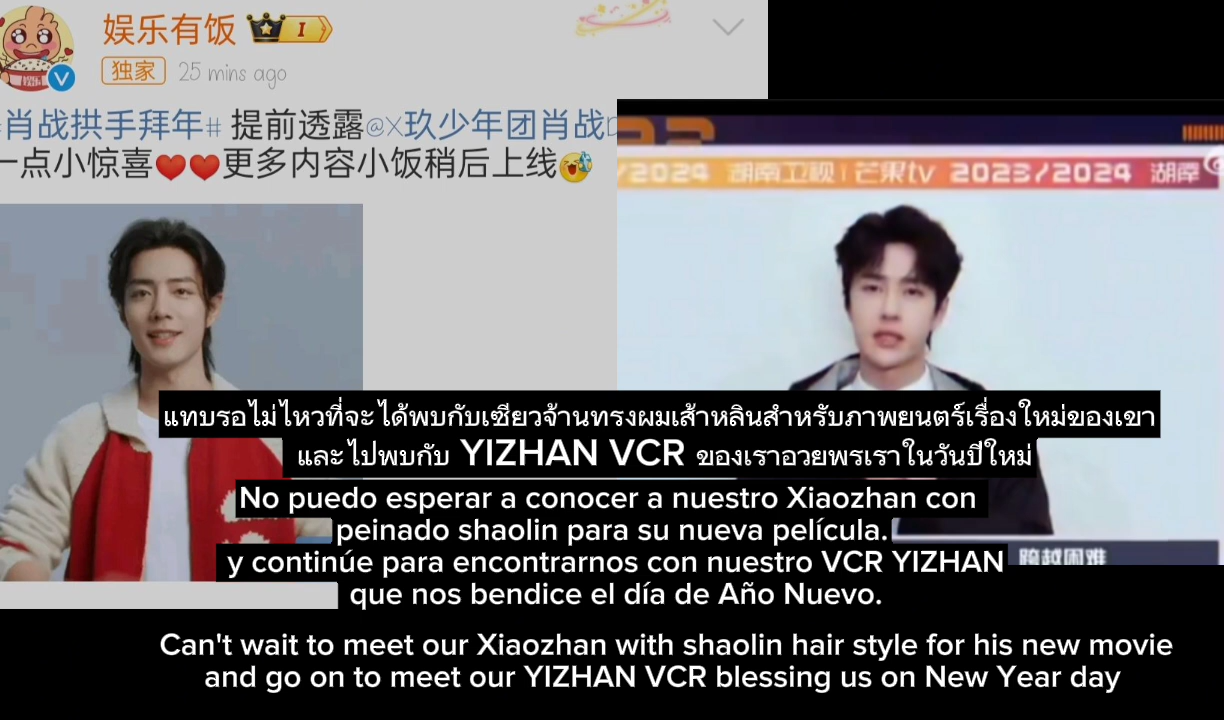 娱乐有饭 I
独家 25 mins ago
#肖战拱手拜年# 提前透露@X玖少年团肖战
一点小惊喜❤️❤️更多内容小饭稍后上线
/2024 湖南卫视 | 芒果tv 2023/2024 湖南
แทบรอไม่ไหวที่จะได้พบกับเซียวจ้านทรงผมเส้าหลินสำหรับภาพยนตร์เรื่องใหม่ของเขา
และไปพบกับ YIZHAN VCR ของเราอวยพรเราในวันปีใหม่
No puedo esperar a conocer a nuestro Xiaozhan con
peinado shaolin para su nueva película.
y continúe para encontrarnos con nuestro VCR YIZHAN
que nos bendice el día de Año Nuevo.
跨越困难
Can't wait to meet our Xiaozhan with shaolin hair style for his new movie
and go on to meet our YIZHAN VCR blessing us on New Year day